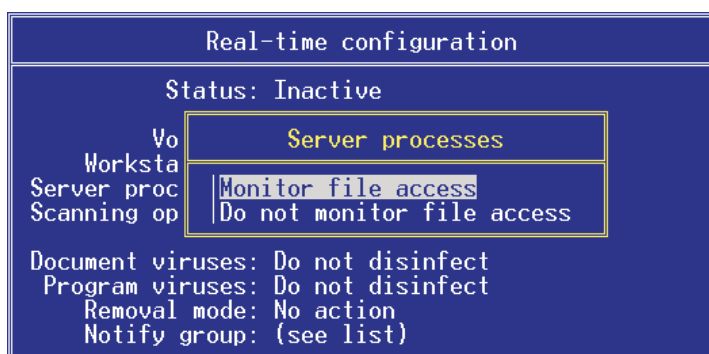 Real-time configuration
Status: Inactive
Vo
Server processes
Worksta
Server proc
Monitor file access
Scanning op
Do not monitor file access
Document viruses: Do not disinfect
Program viruses: Do not disinfect
Removal mode: No action
Notify group: (see list)